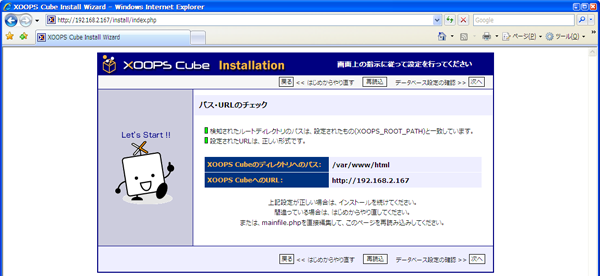 XOOPS Cube Install Wizard - Windows Internet Explorer
http://192.168.2.167/install/index.php
Google
XOOPS Cube Install Wizard
ページ(P)
ツール(O)
XOOPS Cube Installation 画面上の指示に従って設定を行ってください
戻る << はじめからやり直す 再読込 データベース設定の確認 >> 次へ
パス・URLのチェック
Let's Start !!
検知されたルートディレクトリのパスは、設定されたもの(XOOPS_ROOT_PATH)と一致しています。
設定されたURLは、正しい形式です。
XOOPS Cubeのディレクトリへのパス: /var/www/html
XOOPS CubeへのURL: http://192.168.2.167
上記設定が正しい場合は、インストールを続けてください。
間違っている場合は、はじめからやり直してください。
または、mainfile.phpを直接編集して、このページを再読み込みしてください。
戻る << はじめからやり直す 再読込 データベース設定の確認 >> 次へ